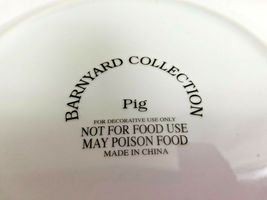 BARNYARD COLLECTION
Pig
FOR DECORATIVE USE ONLY
NOT FOR FOOD USE
MAY POISON FOOD
MADE IN CHINA